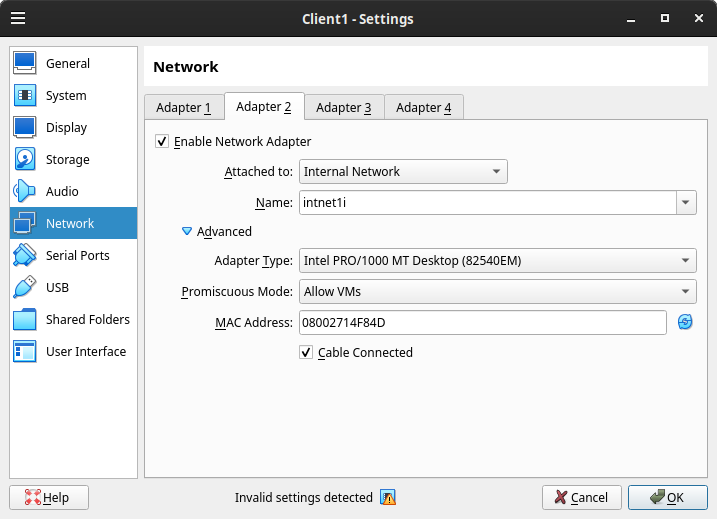 Client1 - Settings
General
System
Display
Storage
Audio
Network
Serial Ports
USB
Shared Folders
User Interface
Network
Adapter 1 Adapter 2 Adapter 3 Adapter 4
Enable Network Adapter
Attached to: Internal Network
Name: intnet1i
Advanced
Adapter Type: Intel PRO/1000 MT Desktop (82540EM)
Promiscuous Mode: Allow VMs
MAC Address: 08002714F84D
Cable Connected
Help Invalid settings detected Cancel OK